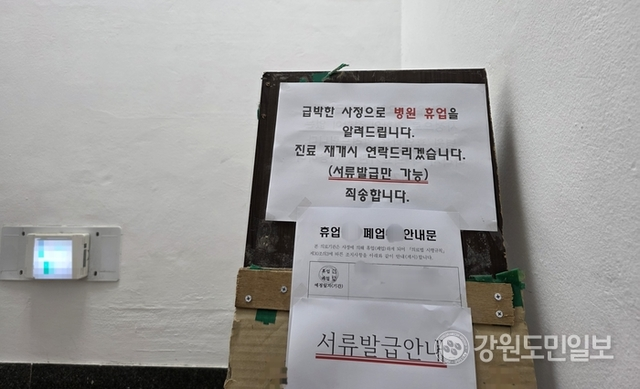 급박한 사정으로 병원 휴업을
알려드립니다.
진료 재개시 연락드리겠습니다.
(서류발급만 가능)
죄송합니다.
휴업 폐업 안내문
서류발급안내
강원도민일보